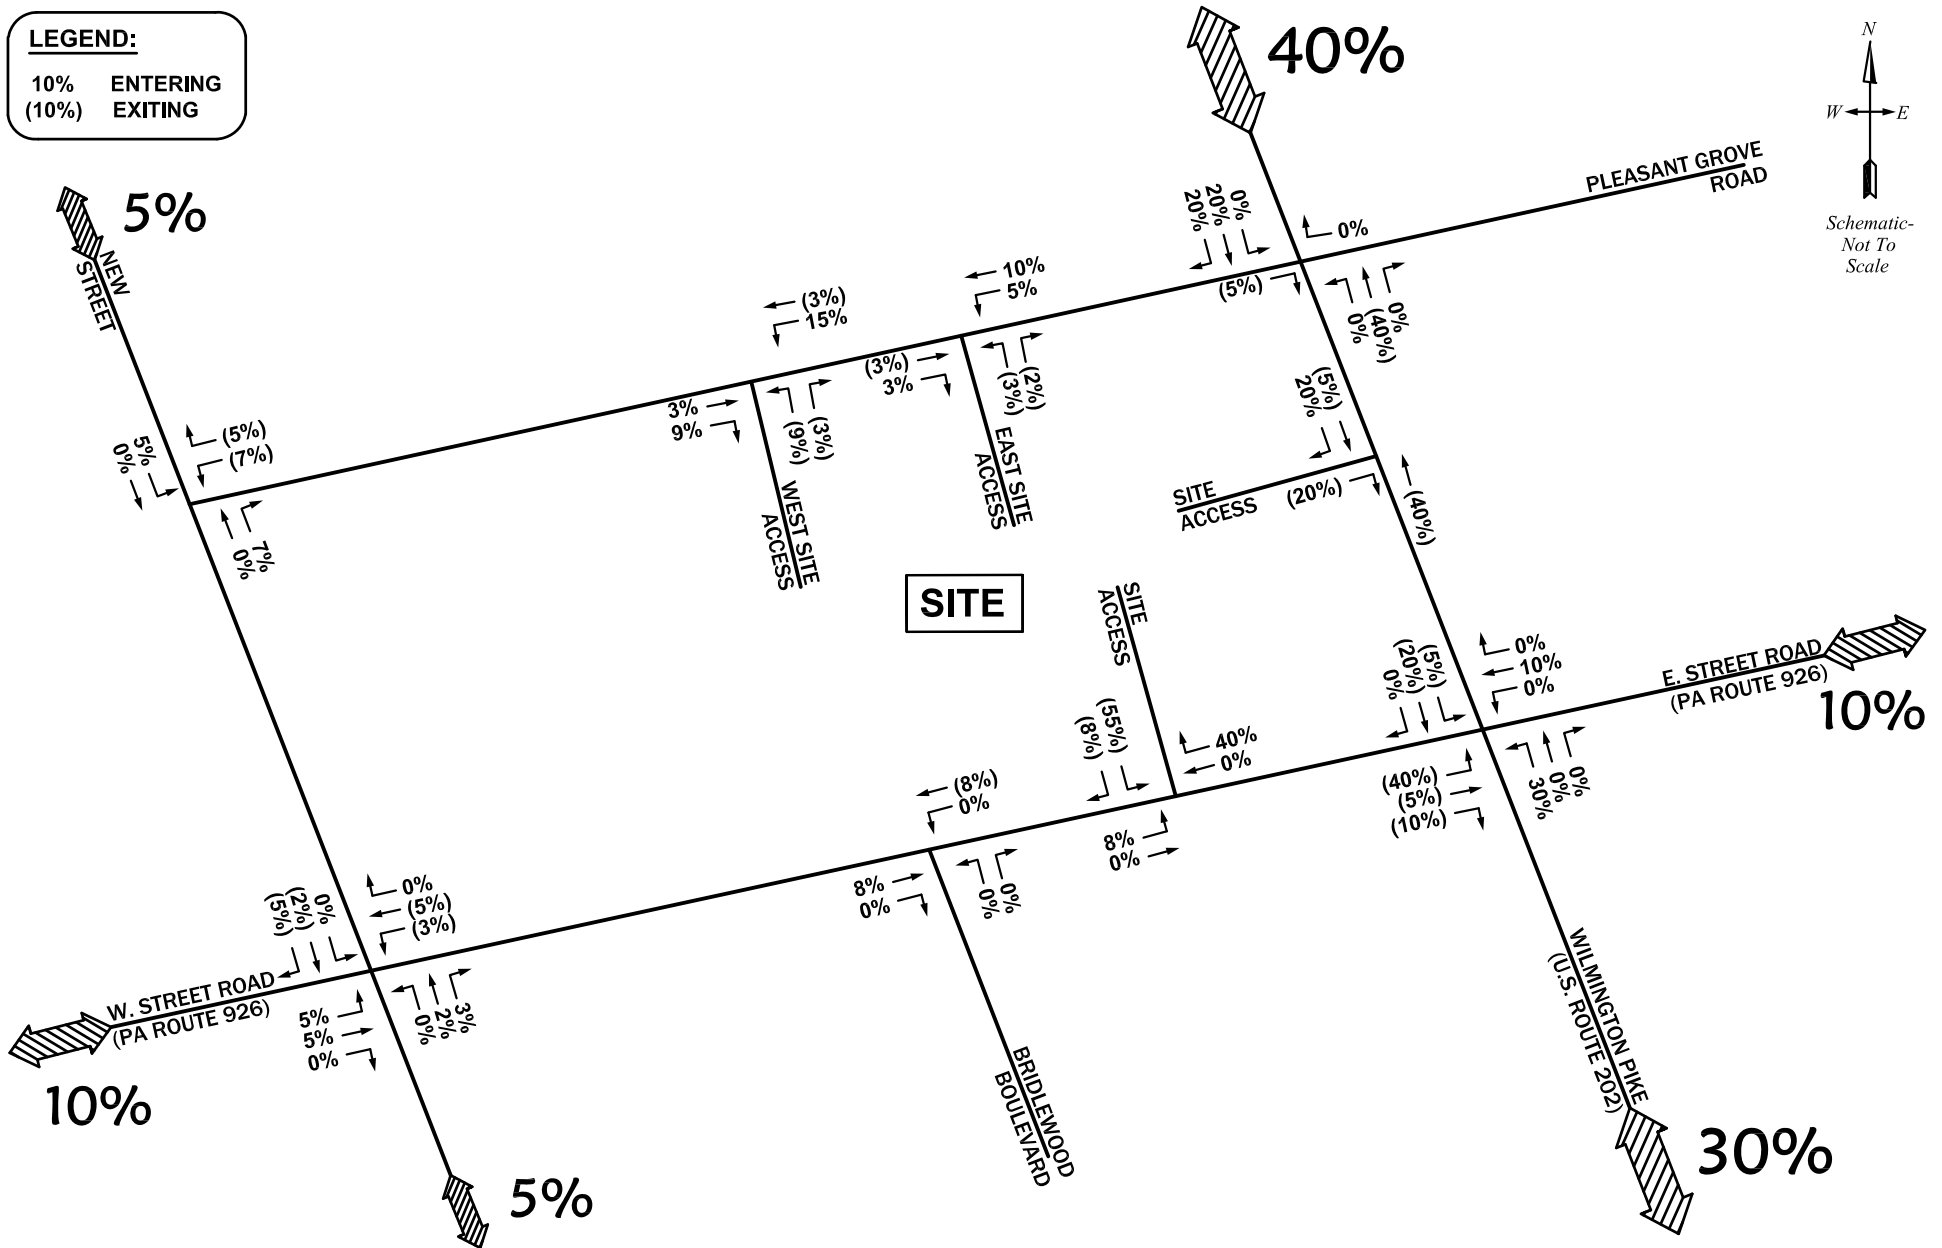 LEGEND:
10% ENTERING
(10%) EXITING
40%
N
W E
Schematic-
Not To
Scale
5%
NEW
STREET
PLEASANT GROVE
ROAD
20%
20%
0%
0%
(5%)
0%
(40%)
0%
10%
5%
(3%)
15%
(3%)
3%
(3%)
(2%)
EAST SITE
ACCESS
3%
9%
(9%)
(3%)
WEST SITE
ACCESS
(5%)
(7%)
0%
5%
0%
7%
20%
(5%)
SITE
ACCESS
(20%)
(40%)
SITE
SITE
ACCESS
0%
(20%)
(5%)
0%
10%
0%
E. STREET ROAD
(PA ROUTE 926)
10%
(8%)
(55%)
40%
0%
(40%)
(5%)
(10%)
30%
0%
0%
(8%)
0%
8%
0%
8%
0%
0%
0%
(5%)
(2%)
0%
0%
(5%)
(3%)
W. STREET ROAD
(PA ROUTE 926)
5%
5%
0%
0%
2%
3%
10%
5%
BRIDLEWOOD
BOULEVARD
WILMINGTON PIKE
(U.S. ROUTE 202)
30%